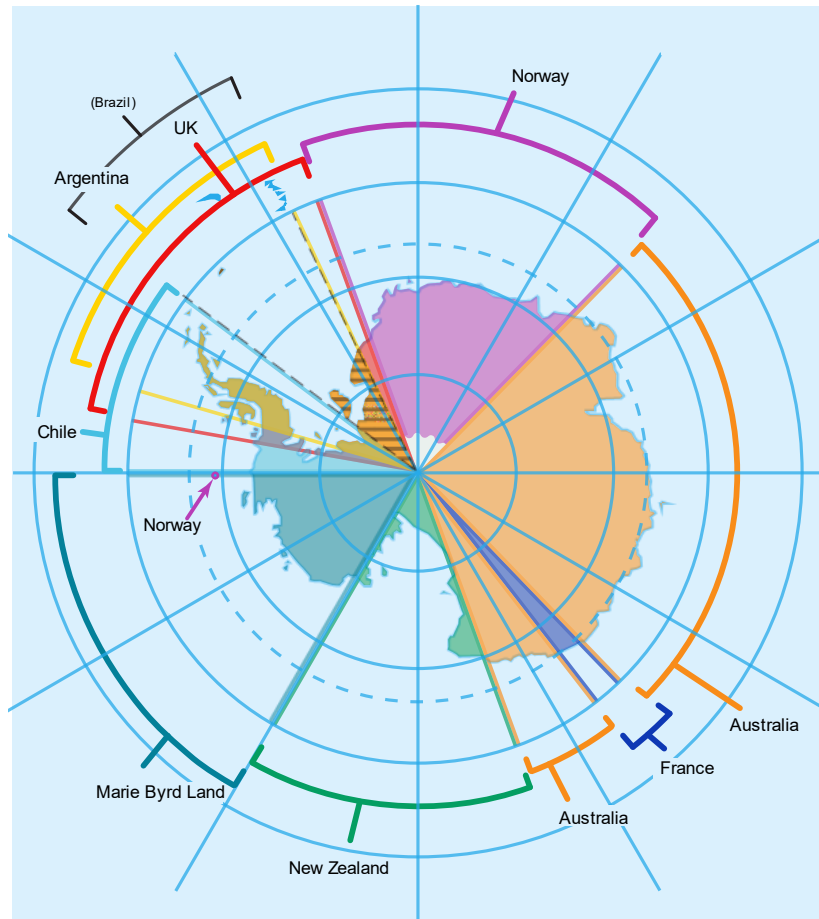 Norway
(Brazil)
UK
Argentina
Chile
Norway
Australia
France
Marie Byrd Land
Australia
New Zealand